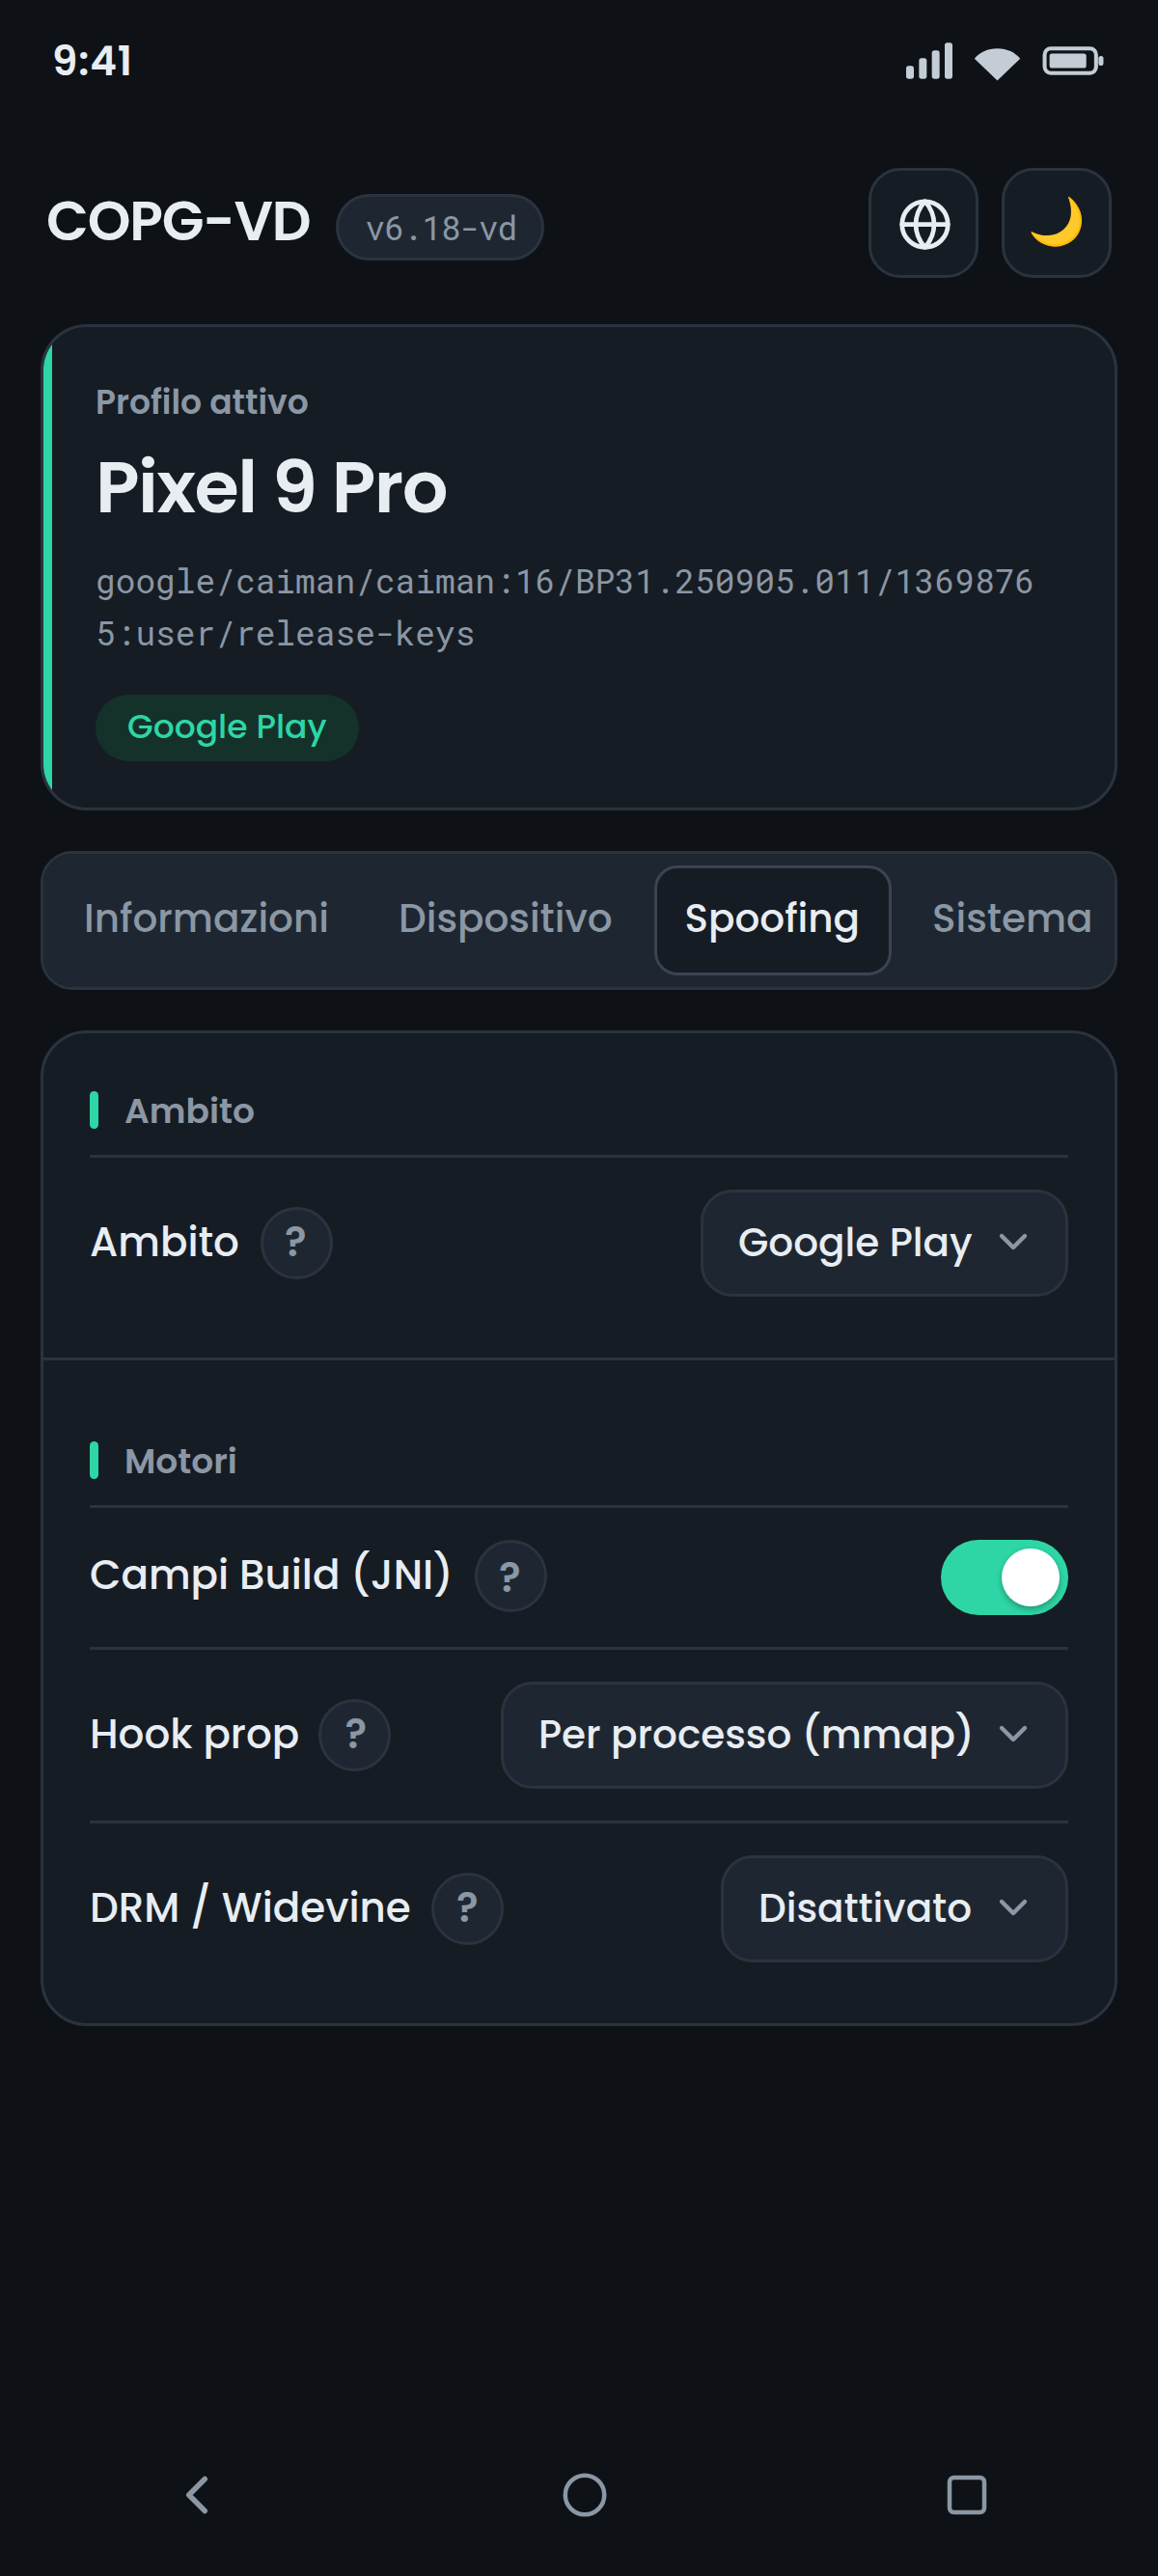 9:41
COPG-VD v6.18-vd
Profilo attivo
Pixel 9 Pro
google/caiman/caiman:16/BP31.250905.011/1369876
5:user/release-keys
Google Play
Informazioni Dispositivo Spoofing Sistema
Ambito
Ambito ? Google Play
Motori
Campi Build (JNI) ?
Hook prop ? Per processo (mmap)
DRM / Widevine ? Disattivato